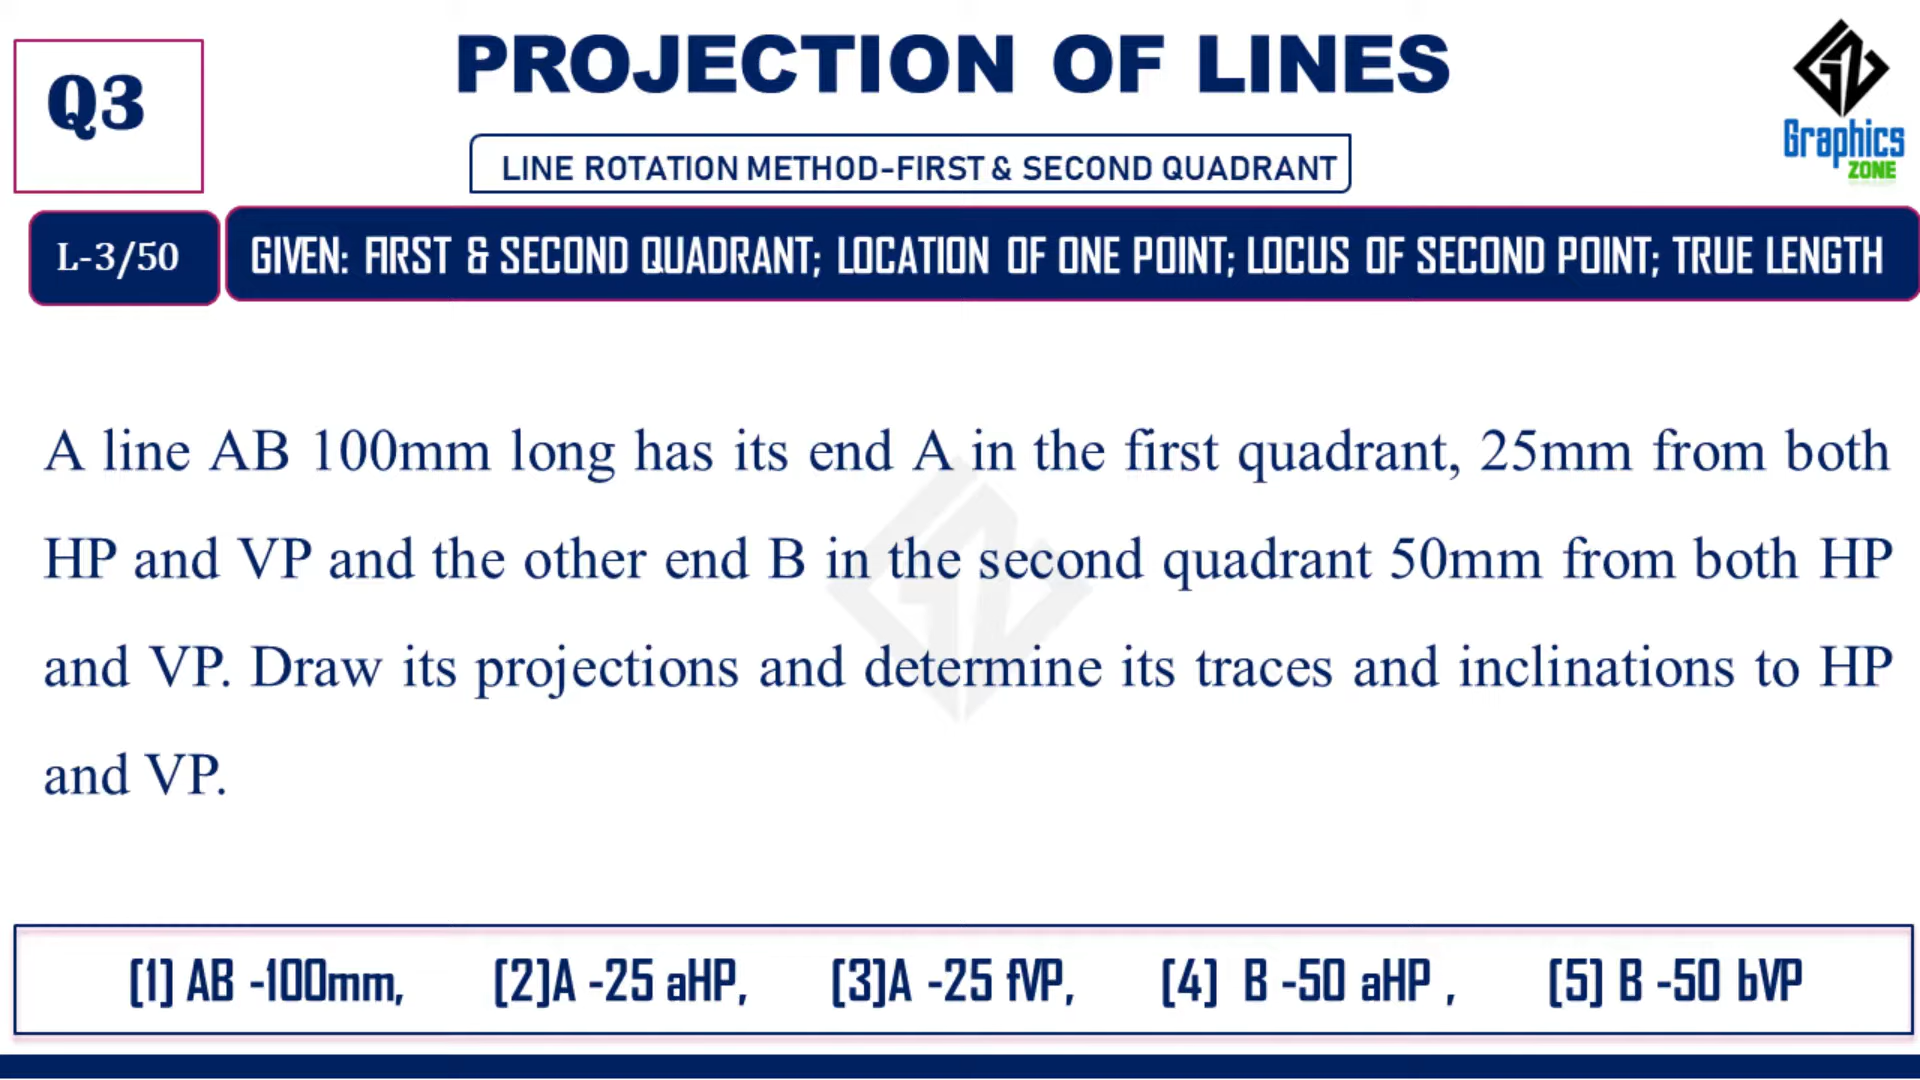 Q3
PROJECTION OF LINES
LINE ROTATION METHOD-FIRST & SECOND QUADRANT
Graphics
ZONE
L-3/50
GIVEN: FIRST & SECOND QUADRANT; LOCATION OF ONE POINT; LOCUS OF SECOND POINT; TRUE LENGTH
A line AB 100mm long has its end A in the first quadrant, 25mm from both
HP and VP and the other end B in the second quadrant 50mm from both HP
and VP. Draw its projections and determine its traces and inclinations to HP
and VP.
(1) AB -100mm, (2)A -25 aHP, (3)A -25 fVP, (4) B -50 aHP , (5) B -50 bVP